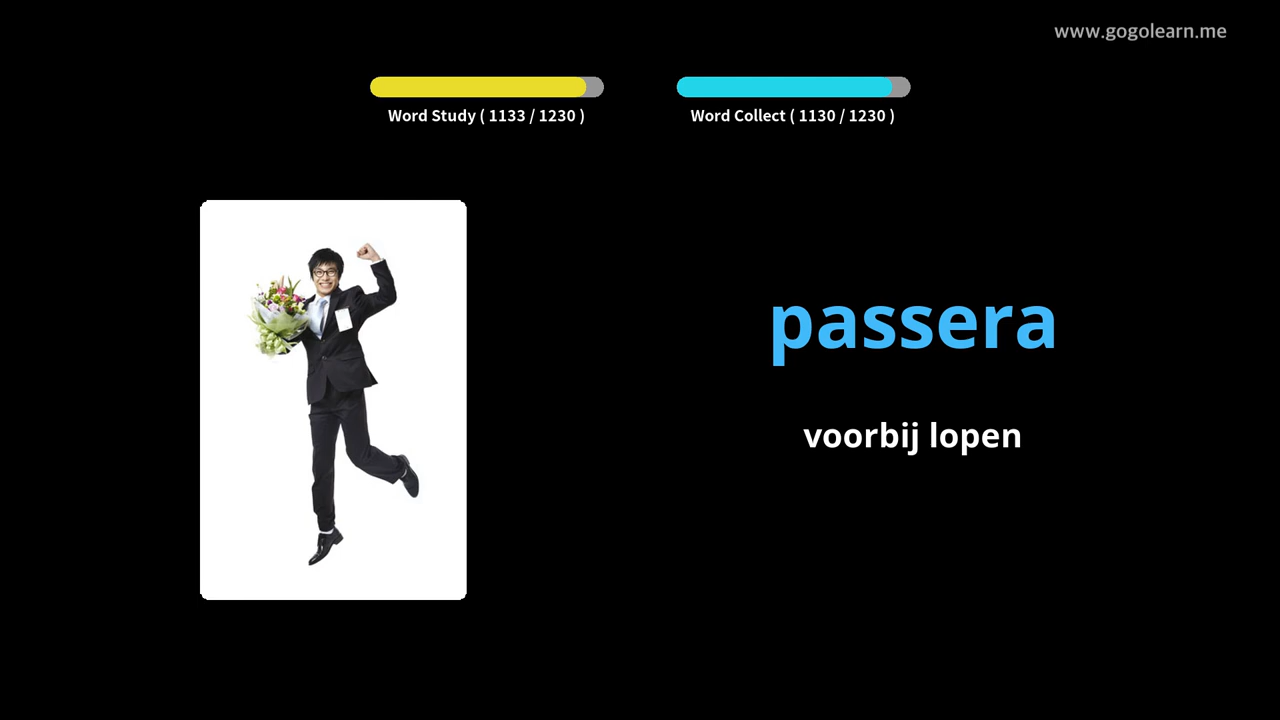 www.gogolearn.me
Word Study ( 1133 / 1230 )
Word Collect ( 1130 / 1230 )
passera
voorbij lopen